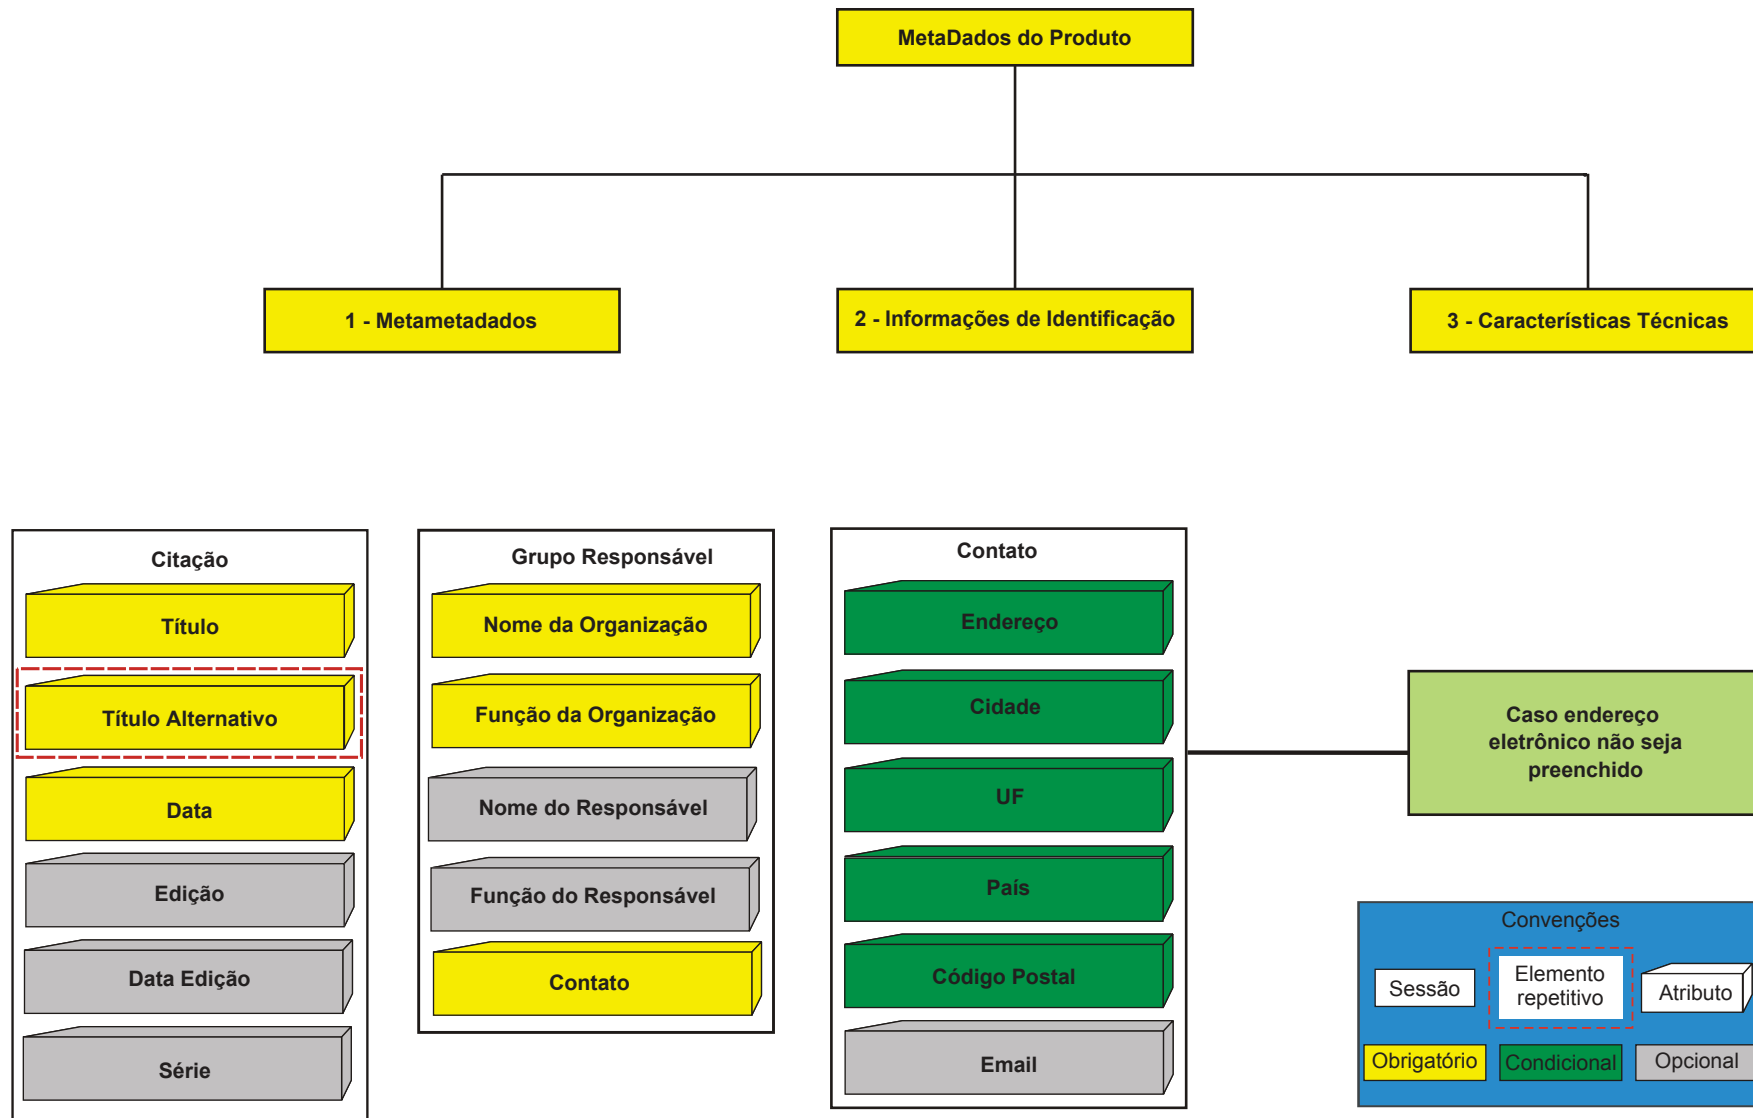 MetaDados do Produto
1 - Metametadados
2 - Informações de Identificação
3 - Característísticas Técnicas
Citação
Título
Título Alternativo
Data
Edição
Data Edição
Série
Grupo Responsável
Nome da Organização
Função da Organização
Nome do Responsável
Função do Responsável
Contato
Contato
Endereço
Cidade
UF
País
Código Postal
Email
Caso endereço
eletrônico não seja
preenchido
Convenções
Sessão
Elemento
repetitivo
Atributo
Obrigatório
Condicional
Opcional